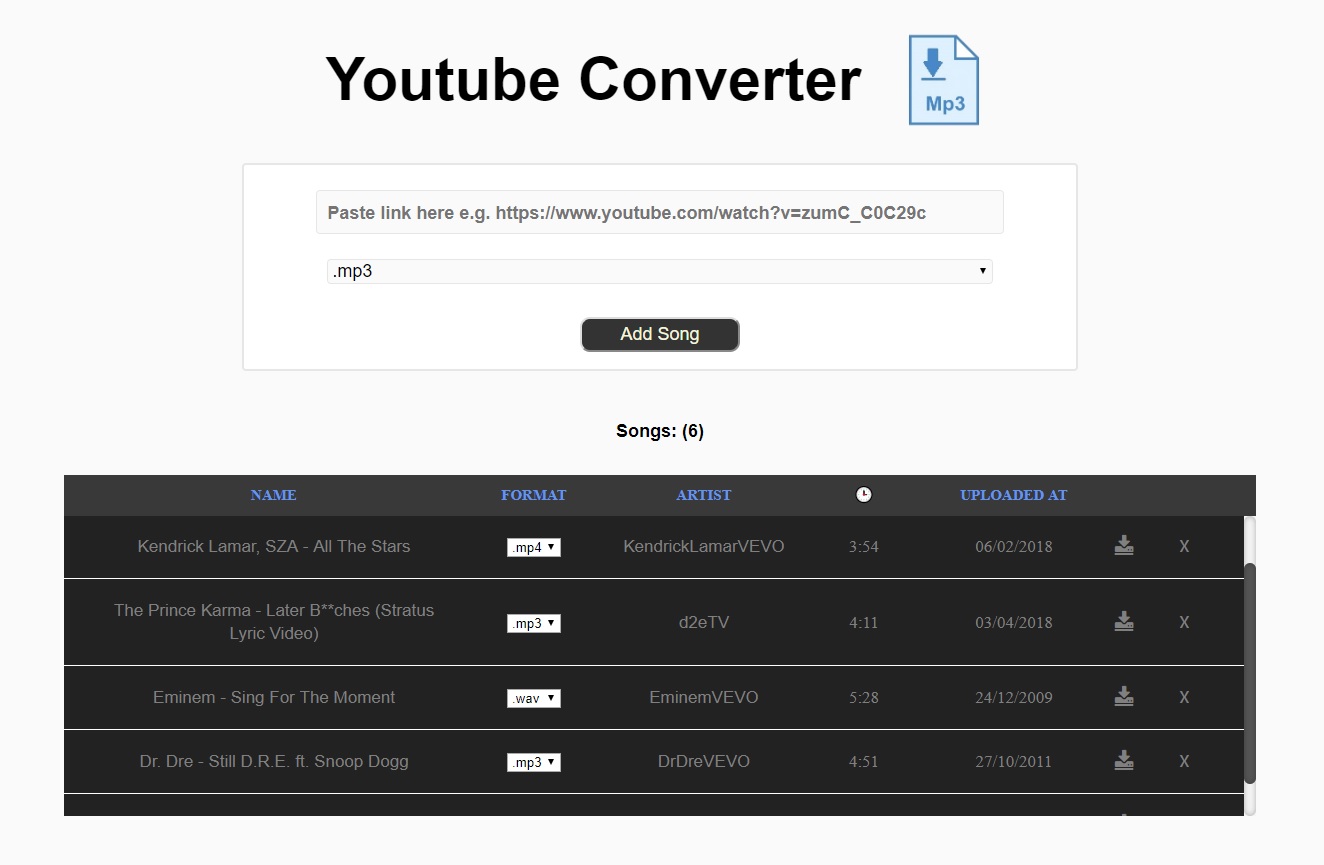 Youtube Converter
Mp3
Paste link here e.g. https://www.youtube.com/watch?v=zumC_C0C29c
.mp3
Add Song
Songs: (6)
NAME FORMAT ARTIST UPLOADED AT
Kendrick Lamar, SZA - All The Stars .mp4 KendrickLamarVEVO 3:54 06/02/2018 X
The Prince Karma - Later B**ches (Stratus
Lyric Video) .mp3 d2eTV 4:11 03/04/2018 X
Eminem - Sing For The Moment .wav EminemVEVO 5:28 24/12/2009 X
Dr. Dre - Still D.R.E. ft. Snoop Dogg .mp3 DrDreVEVO 4:51 27/10/2011 X